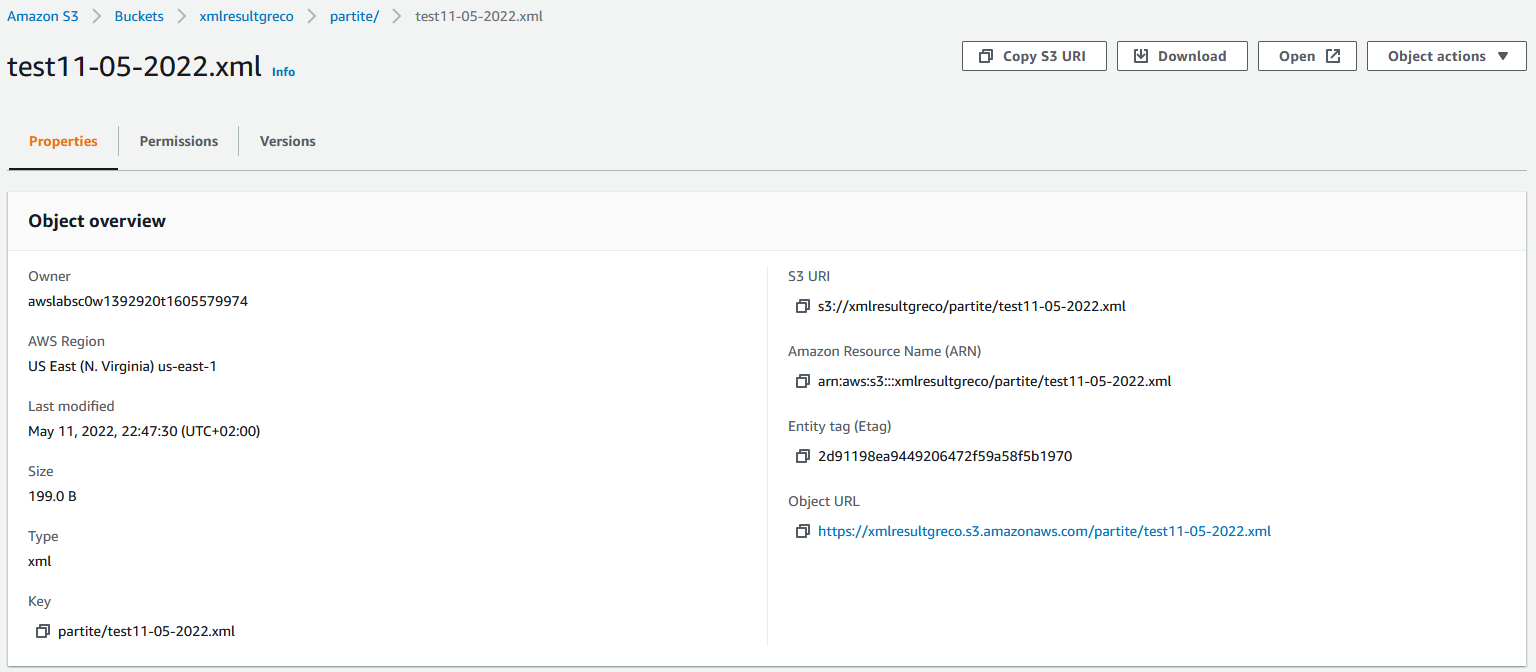 Amazon S3 > Buckets > xmlresultgreco > partite/ > test11-05-2022.xml
test11-05-2022.xml Info
Copy S3 URI Download Open Object actions
Properties Permissions Versions
Object overview
Owner
awslabsc0w1392920t1605579974
AWS Region
US East (N. Virginia) us-east-1
Last modified
May 11, 2022, 22:47:30 (UTC+02:00)
Size
199.0 B
Type
xml
Key
partite/test11-05-2022.xml
S3 URI
s3://xmlresultgreco/partite/test11-05-2022.xml
Amazon Resource Name (ARN)
arn:aws:s3:::xmlresultgreco/partite/test11-05-2022.xml
Entity tag (Etag)
2d91198ea9449206472f59a58f5b1970
Object URL
https://xmlresultgreco.s3.amazonaws.com/partite/test11-05-2022.xml